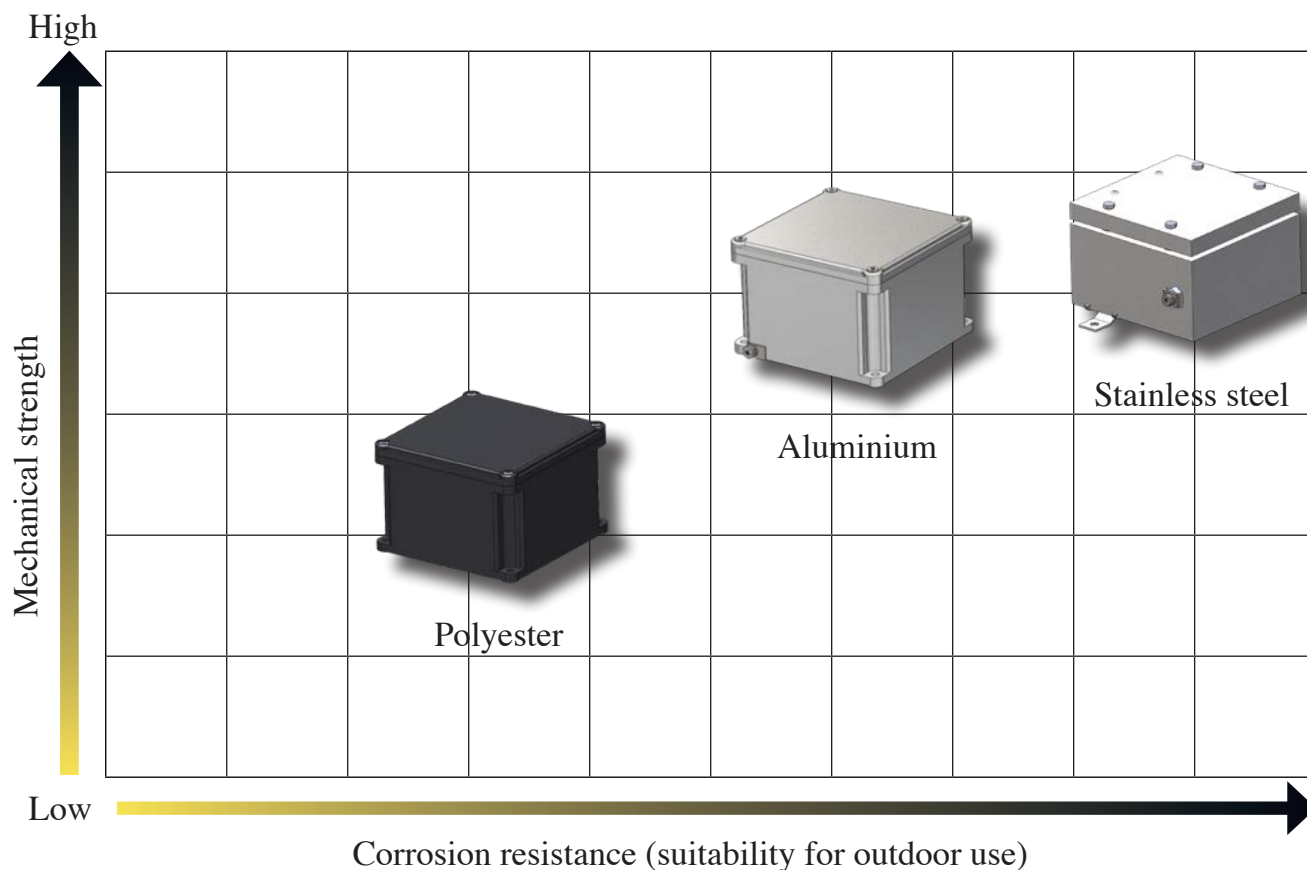 High
Mechanical strength
Stainless steel
Aluminium
Polyester
Low
Corrosion resistance (suitability for outdoor use)